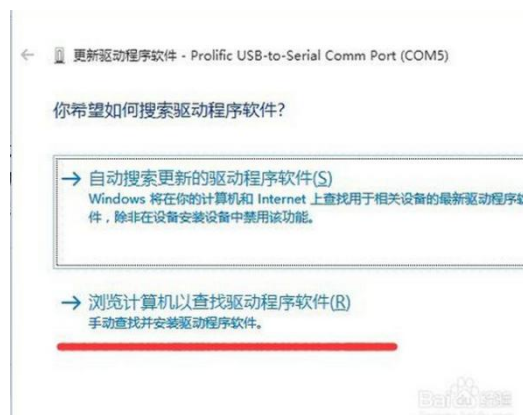 更新驱动程序软件 - Prolific USB-to-Serial Comm Port (COM5)
你希望如何搜索驱动程序软件?
自动搜索更新的驱动程序软件(S)
Windows 将在你的计算机和 Internet 上查找用于相关设备的最新驱动程序软
件，除非在设备安装设置中禁用该功能。
浏览计算机以查找驱动程序软件(R)
手动查找并安装驱动程序软件。
Baidu 经验